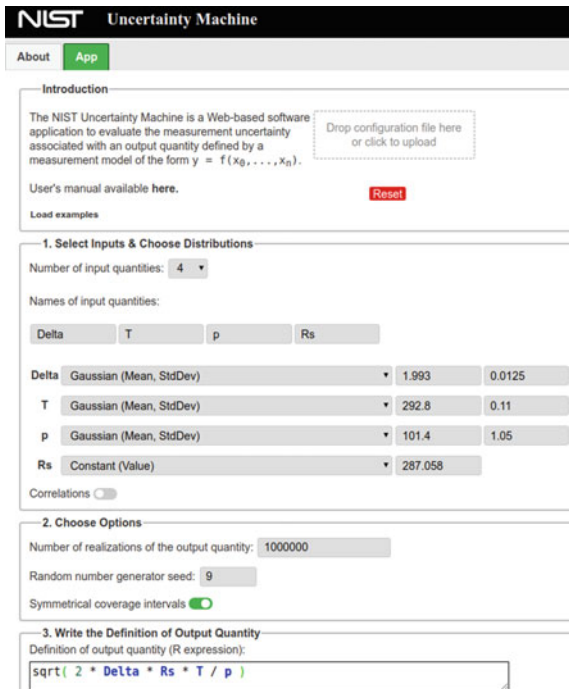 NIST Uncertainty Machine
About App
Introduction
The NIST Uncertainty Machine is a Web-based software
application to evaluate the measurement uncertainty
associated with an output quantity defined by a
measurement model of the form y = f(x₀,...,xₙ).
Drop configuration file here
or click to upload
User's manual available here.
Reset
Load examples
1. Select Inputs & Choose Distributions
Number of input quantities: 4
Names of input quantities:
Delta T p Rs
Delta Gaussian (Mean, StdDev) 1.993 0.0125
T Gaussian (Mean, StdDev) 292.8 0.11
p Gaussian (Mean, StdDev) 101.4 1.05
Rs Constant (Value) 287.058
Correlations
2. Choose Options
Number of realizations of the output quantity: 1000000
Random number generator seed: 9
Symmetrical coverage intervals
3. Write the Definition of Output Quantity
Definition of output quantity (R expression):
sqrt( 2 * Delta * Rs * T / p )